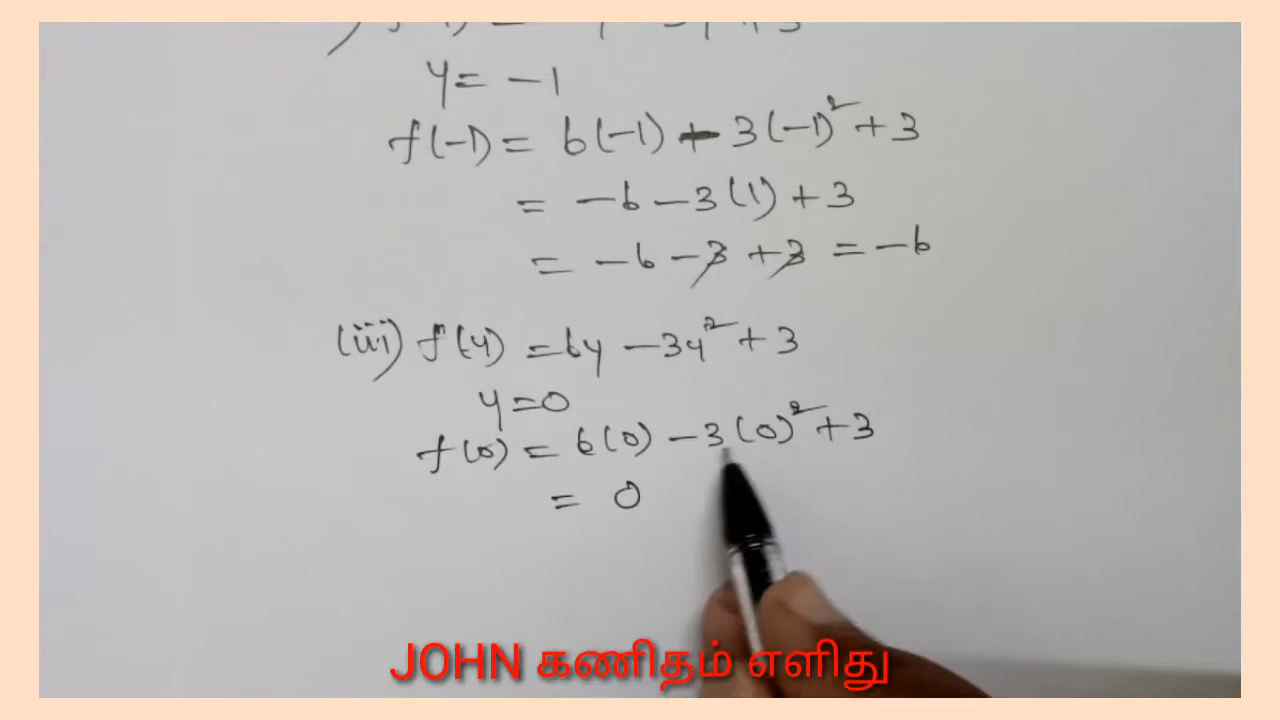 y = -1
f(-1) = 6(-1) - 3(-1)² + 3
= -6 - 3(1) + 3
= -6 - 3 + 3 = -6
(iii) f(y) = 6y - 3y² + 3
y = 0
f(0) = 6(0) - 3(0)² + 3
= 0
JOHN கணிதம் எளிது